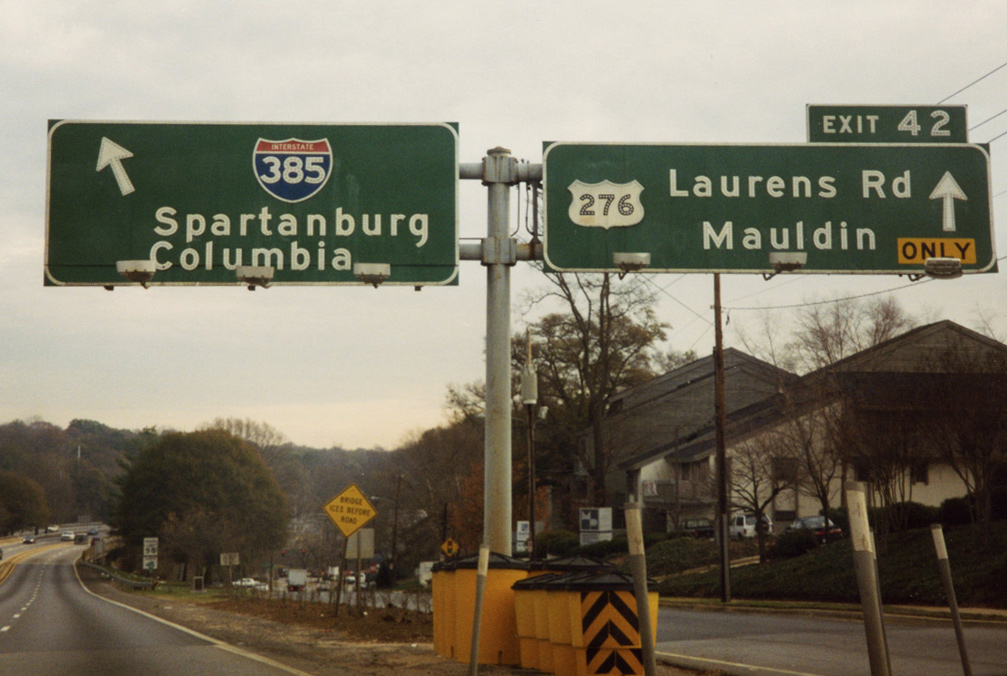 INTERSTATE
385
Spartanburg
Columbia
EXIT 42
276
Laurens Rd
Mauldin
ONLY
BRIDGE
ICES BEFORE
ROAD